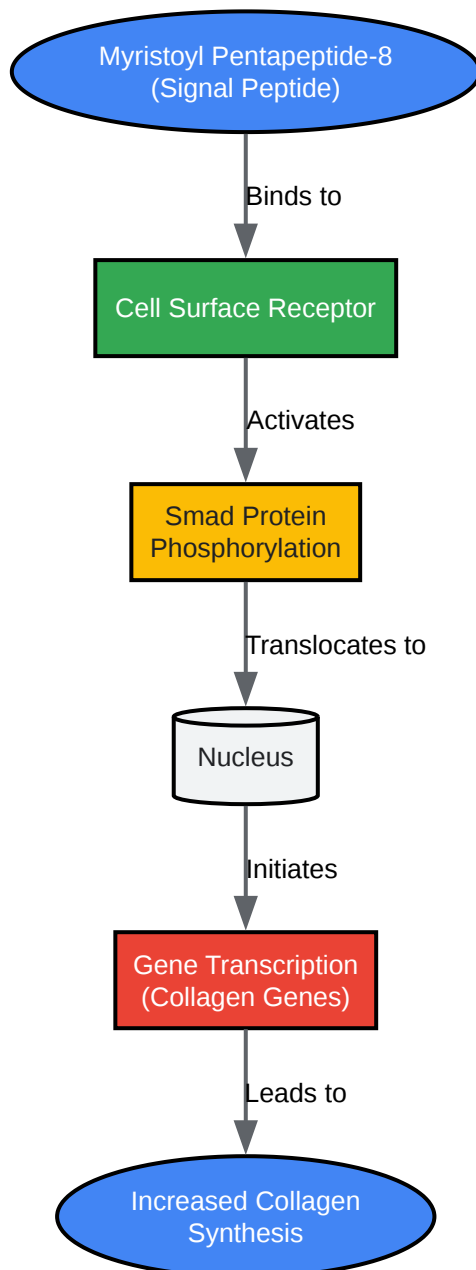 Myristoyl Pentapeptide-8
(Signal Peptide)
Binds to
Cell Surface Receptor
Activates
Smad Protein
Phosphorylation
Translocates to
Nucleus
Initiates
Gene Transcription
(Collagen Genes)
Leads to
Increased Collagen
Synthesis